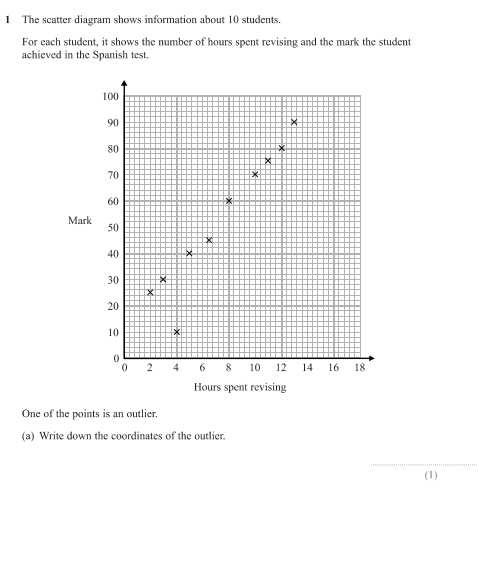 1 The scatter diagram shows information about 10 students.
For each student, it shows the number of hours spent revising and the mark the student
achieved in the Spanish test.
100
90
80
70
60
Mark
50
40
30
20
10
0
0 2 4 6 8 10 12 14 16 18
Hours spent revising
One of the points is an outlier.
(a) Write down the coordinates of the outlier.
(1)